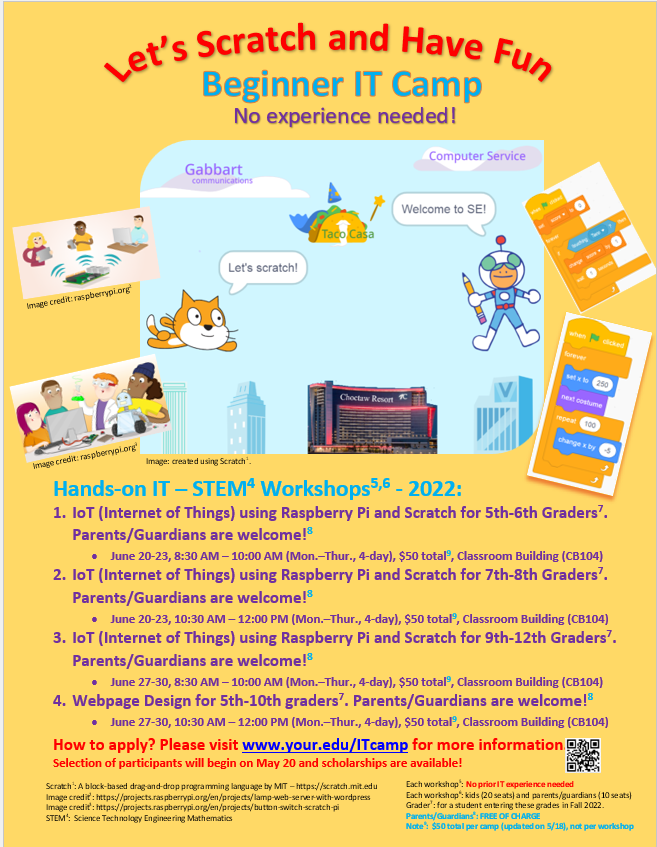 Let's Scratch and Have Fun
Beginner IT Camp
No experience needed!
Gabbart
communications
Computer Service
Taco Casa
Welcome to SE!
Let's scratch!
Choctaw Resort
Image credit: raspberrypi.org²
Image credit: raspberrypi.org³
Image: created using Scratch¹.
when clicked
set score to 0
forever
touching Taco ?
change score by 1
wait 1 seconds
when clicked
forever
set x to 250
next costume
repeat 100
change x by -5
Hands-on IT – STEM⁴ Workshops⁵,⁶ - 2022:
1. IoT (Internet of Things) using Raspberry Pi and Scratch for 5th-6th Graders⁷.
Parents/Guardians are welcome!⁸
• June 20-23, 8:30 AM – 10:00 AM (Mon.–Thur., 4-day), $50 total⁹, Classroom Building (CB104)
2. IoT (Internet of Things) using Raspberry Pi and Scratch for 7th-8th Graders⁷.
Parents/Guardians are welcome!⁸
• June 20-23, 10:30 AM – 12:00 PM (Mon.–Thur., 4-day), $50 total⁹, Classroom Building (CB104)
3. IoT (Internet of Things) using Raspberry Pi and Scratch for 9th-12th Graders⁷.
Parents/Guardians are welcome!⁸
• June 27-30, 8:30 AM – 10:00 AM (Mon.–Thur., 4-day), $50 total⁹, Classroom Building (CB104)
4. Webpage Design for 5th-10th graders⁷. Parents/Guardians are welcome!⁸
• June 27-30, 10:30 AM – 12:00 PM (Mon.–Thur., 4-day), $50 total⁹, Classroom Building (CB104)
How to apply? Please visit www.your.edu/ITcamp for more information
Selection of participants will begin on May 20 and scholarships are available!
Scratch¹: A block-based drag-and-drop programming language by MIT – https://scratch.mit.edu
Image credit²: https://projects.raspberrypi.org/en/projects/lamp-web-server-with-wordpress
Image credit³: https://projects.raspberrypi.org/en/projects/button-switch-scratch-pi
STEM⁴: Science Technology Engineering Mathematics
Each workshop⁵: No prior IT experience needed
Each workshop⁶: kids (20 seats) and parents/guardians (10 seats)
Grader⁷: for a student entering these grades in Fall 2022.
Parents/Guardians⁸: FREE OF CHARGE
Note⁹: $50 total per camp (updated on 5/18), not per workshop